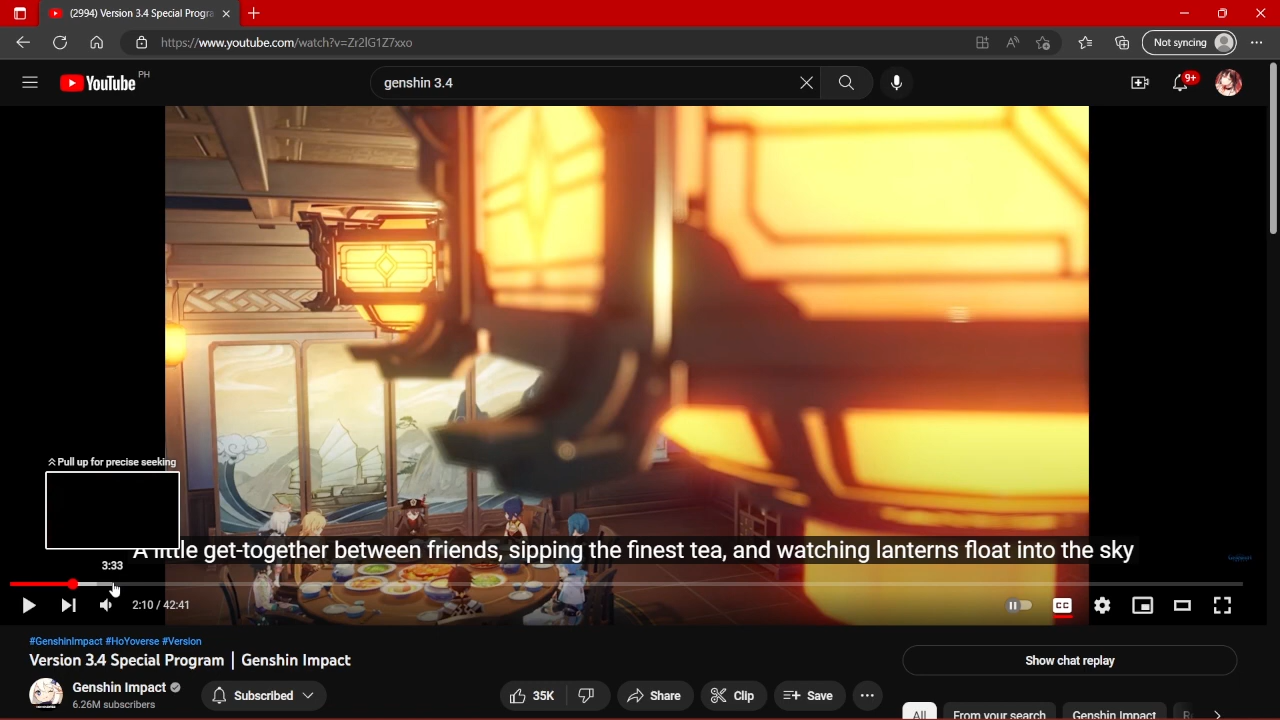 (2994) Version 3.4 Special Progra
https://www.youtube.com/watch?v=Zr2lG1Z7xxo
Not syncing
YouTube PH
genshin 3.4
9+
Pull up for precise seeking
A little get-together between friends, sipping the finest tea, and watching lanterns float into the sky
3:33
2:10 / 42:41
CC
#GenshinImpact #HoYoverse #Version
Version 3.4 Special Program | Genshin Impact
Show chat replay
Genshin Impact
6.26M subscribers
Subscribed
35K
Share
Clip
Save
All
From your search
Genshin Impact